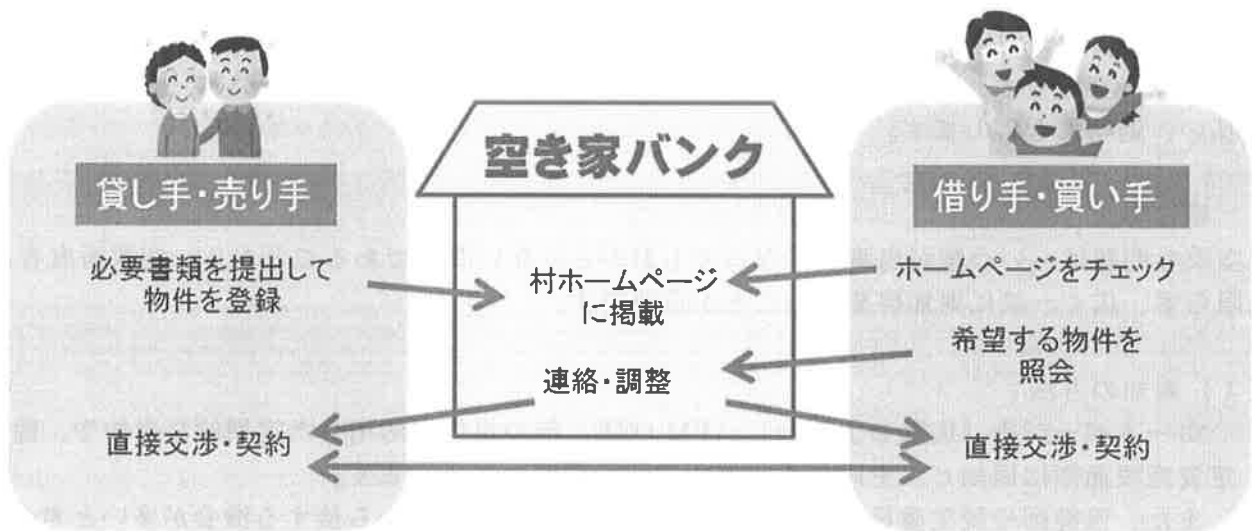 空き家バンク
貸し手・売り手
必要書類を提出して
物件を登録
直接交渉・契約
村ホームページ
に掲載
連絡・調整
借り手・買い手
ホームページをチェック
希望する物件を
照会
直接交渉・契約